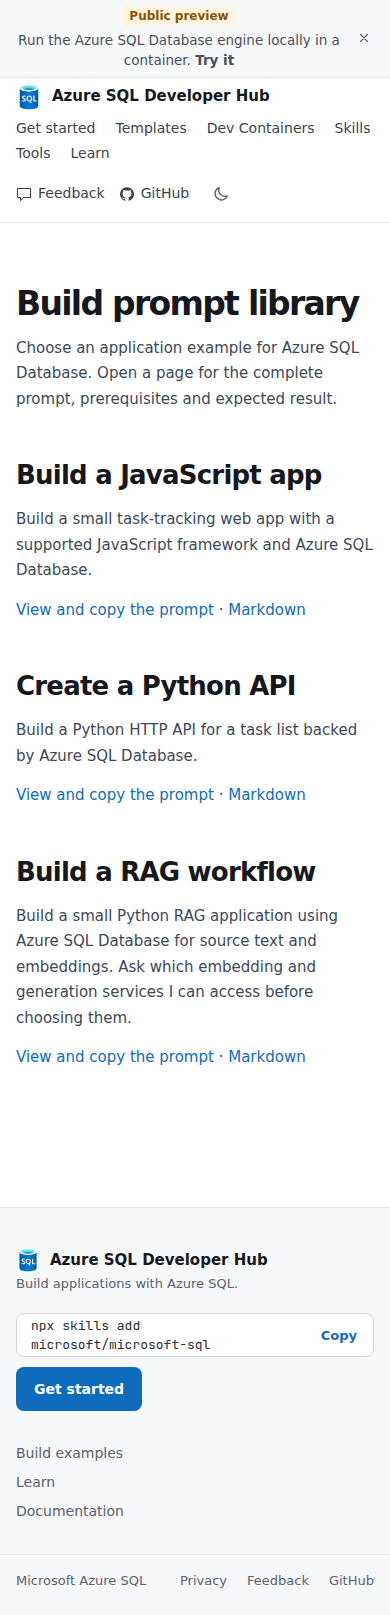 Public preview
Run the Azure SQL Database engine locally in a
container. Try it
Azure SQL Developer Hub
Get started Templates Dev Containers Skills
Tools Learn
Feedback GitHub
Build prompt library
Choose an application example for Azure SQL
Database. Open a page for the complete
prompt, prerequisites and expected result.
Build a JavaScript app
Build a small task-tracking web app with a
supported JavaScript framework and Azure SQL
Database.
View and copy the prompt · Markdown
Create a Python API
Build a Python HTTP API for a task list backed
by Azure SQL Database.
View and copy the prompt · Markdown
Build a RAG workflow
Build a small Python RAG application using
Azure SQL Database for source text and
embeddings. Ask which embedding and
generation services I can access before
choosing them.
View and copy the prompt · Markdown
Azure SQL Developer Hub
Build applications with Azure SQL.
npx skills add
microsoft/microsoft-sql
Copy
Get started
Build examples
Learn
Documentation
Microsoft Azure SQL Privacy Feedback GitHub